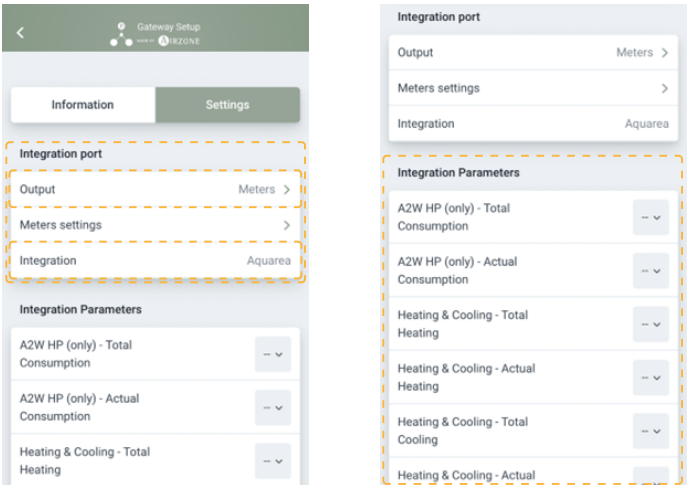 Gateway Setup
MADE BY AIRZONE
Information
Settings
Integration port
Output
Meters
Meters settings
Integration
Aquarea
Integration Parameters
A2W HP (only) - Total
Consumption
--
A2W HP (only) - Actual
Consumption
--
Heating & Cooling - Total
Heating
--
Integration port
Output
Meters
Meters settings
Integration
Aquarea
Integration Parameters
A2W HP (only) - Total
Consumption
--
A2W HP (only) - Actual
Consumption
--
Heating & Cooling - Total
Heating
--
Heating & Cooling - Actual
Heating
--
Heating & Cooling - Total
Cooling
--
Heating & Cooling - Actual